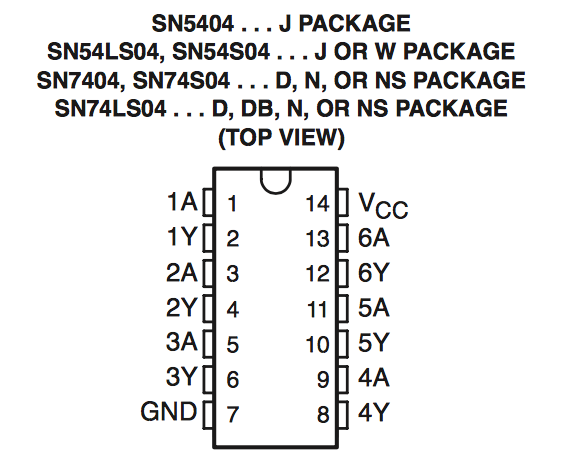 SN5404 . . . J PACKAGE
SN54LS04, SN54S04 . . . J OR W PACKAGE
SN7404, SN74S04 . . . D, N, OR NS PACKAGE
SN74LS04 . . . D, DB, N, OR NS PACKAGE
(TOP VIEW)
1A 1 14 VCC
1Y 2 13 6A
2A 3 12 6Y
2Y 4 11 5A
3A 5 10 5Y
3Y 6 9 4A
GND 7 8 4Y